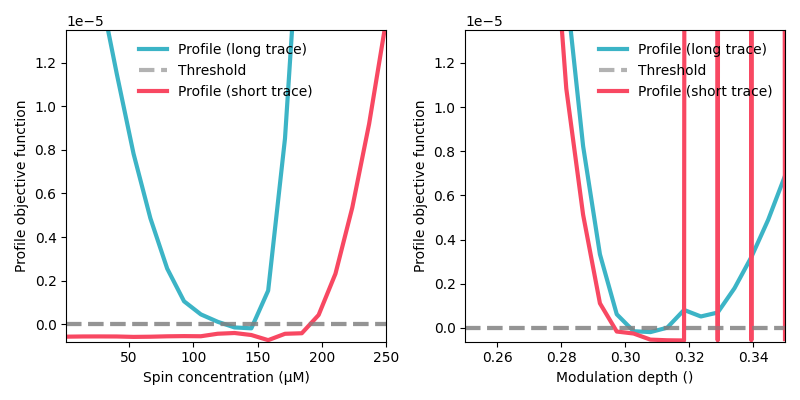 1e−5
Profile objective function
1.2
1.0
0.8
0.6
0.4
0.2
0.0
Profile (long trace)
Threshold
Profile (short trace)
50 100 150 200 250
Spin concentration (μM)
1e−5
Profile objective function
1.2
1.0
0.8
0.6
0.4
0.2
0.0
Profile (long trace)
Threshold
Profile (short trace)
0.26 0.28 0.30 0.32 0.34
Modulation depth ()